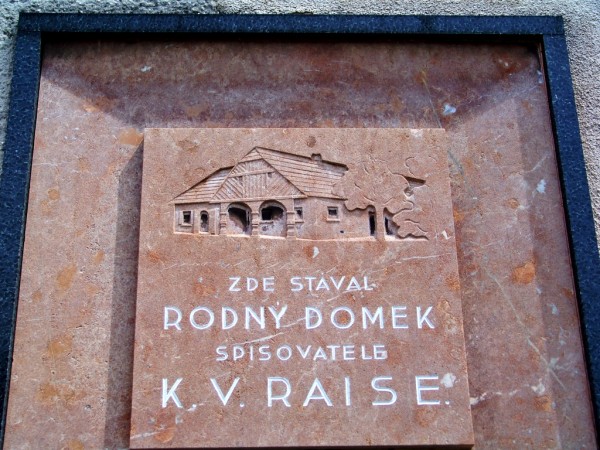 ZDE STÁVAL
RODNÝ DOMEK
SPISOVATELE
K. V. RAISE.